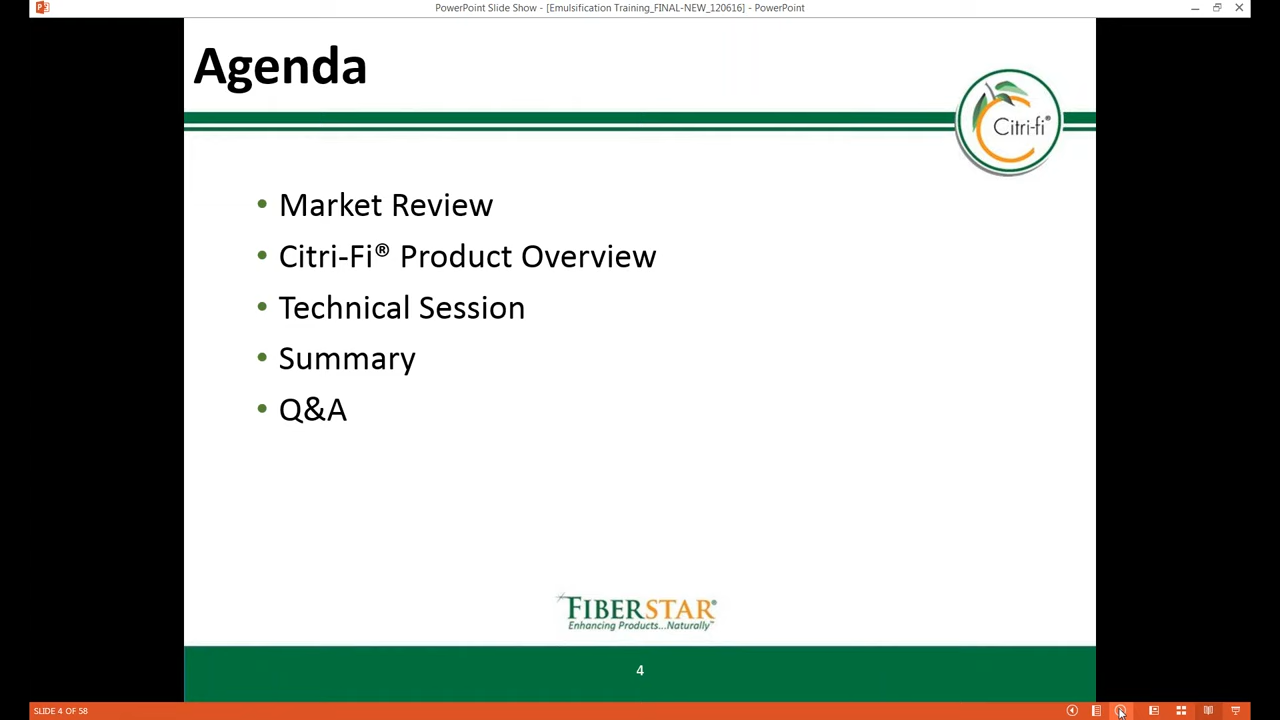 PowerPoint Slide Show - [Emulsification Training_FINAL-NEW_120616] - PowerPoint
Agenda
Citri-fi®
• Market Review
• Citri-Fi® Product Overview
• Technical Session
• Summary
• Q&A
FIBERSTAR®
Enhancing Products...Naturally™
4
SLIDE 4 OF 58